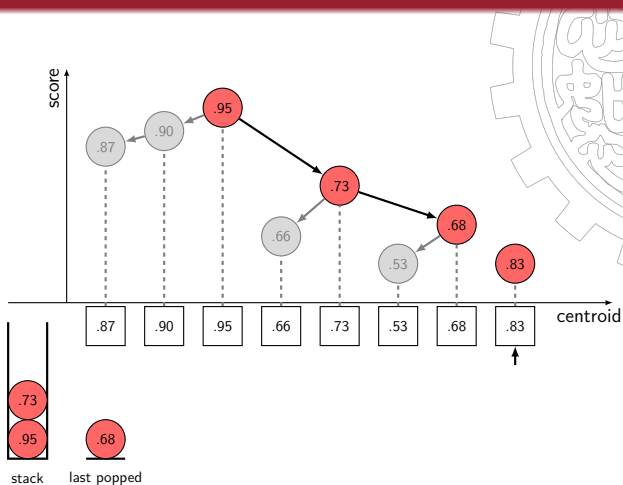 score
.95
.90
.87
.73
.68
.66
.53
.83
.87 .90 .95 .66 .73 .53 .68 .83
centroid
.73
.95 .68
stack last popped